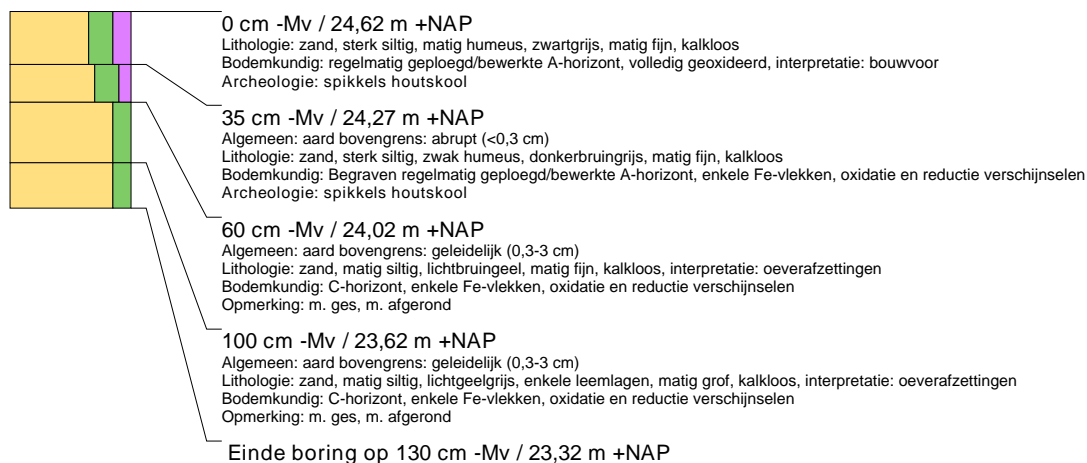 0 cm -Mv / 24,62 m +NAP
Lithologie: zand, sterk siltig, matig humeus, zwartgrijs, matig fijn, kalkloos
Bodemkundig: regelmatig geploegd/bewerkte A-horizont, volledig geoxideerd, interpretatie: bouwvoor
Archeologie: spikkels houtskool
35 cm -Mv / 24,27 m +NAP
Algemeen: aard bovengrens: abrupt (<0,3 cm)
Lithologie: zand, sterk siltig, zwak humeus, donkerbruingrijs, matig fijn, kalkloos
Bodemkundig: Begraven regelmatig geploegd/bewerkte A-horizont, enkele Fe-vlekken, oxidatie en reductie verschijnselen
Archeologie: spikkels houtskool
60 cm -Mv / 24,02 m +NAP
Algemeen: aard bovengrens: geleidelijk (0,3-3 cm)
Lithologie: zand, matig siltig, lichtbruingeel, matig fijn, kalkloos, interpretatie: oeverafzettingen
Bodemkundig: C-horizont, enkele Fe-vlekken, oxidatie en reductie verschijnselen
Opmerking: m. ges, m. afgerond
100 cm -Mv / 23,62 m +NAP
Algemeen: aard bovengrens: geleidelijk (0,3-3 cm)
Lithologie: zand, matig siltig, lichtgeelgrijs, enkele leemlagen, matig grof, kalkloos, interpretatie: oeverafzettingen
Bodemkundig: C-horizont, enkele Fe-vlekken, oxidatie en reductie verschijnselen
Opmerking: m. ges, m. afgerond
Einde boring op 130 cm -Mv / 23,32 m +NAP